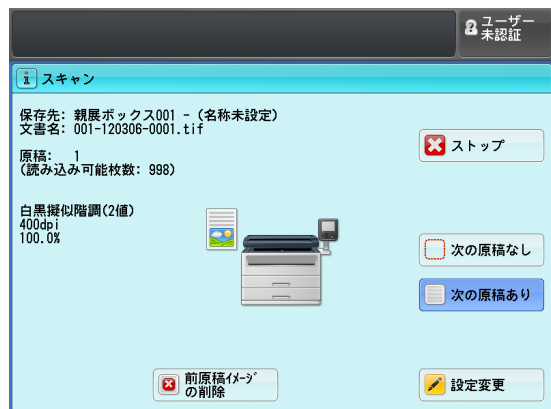 ユーザー
未認証
スキャン
保存先: 親展ボックス001 - (名称未設定)
文書名: 001-120306-0001.tif
ストップ
原稿: 1
(読み込み可能枚数: 998)
白黒擬似階調(2値)
400dpi
100.0%
次の原稿なし
次の原稿あり
前原稿ｲﾒｰｼﾞ
の削除
設定変更